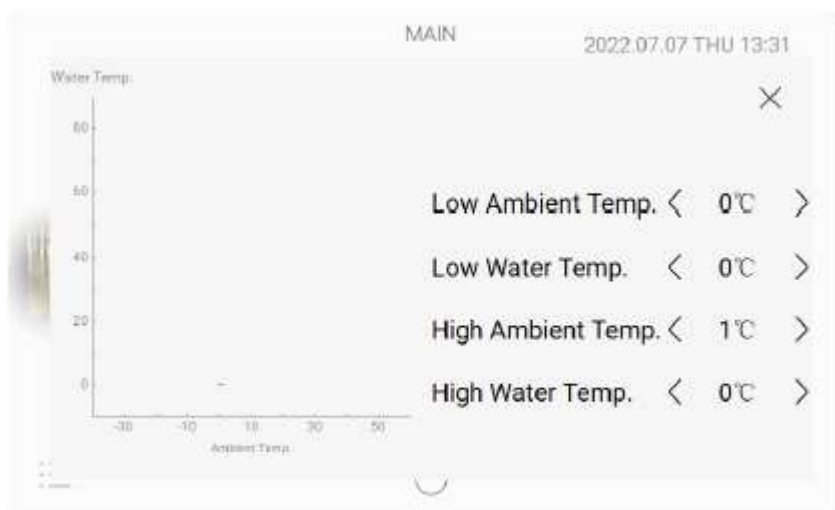 MAIN
2022.07.07 THU 13:31
Water Temp.
80
60
40
20
0
-30 -10 10 30 50
Ambient Temp.
Low Ambient Temp. < 0℃ >
Low Water Temp. < 0℃ >
High Ambient Temp. < 1℃ >
High Water Temp. < 0℃ >